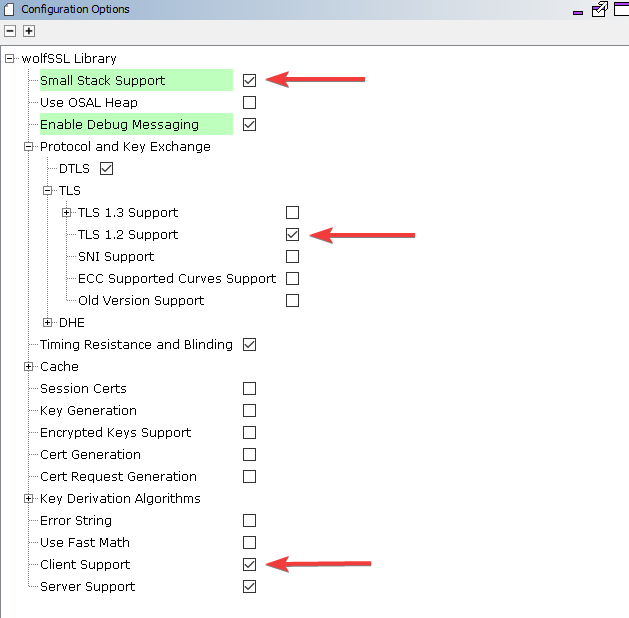 Configuration Options
wolfSSL Library
Small Stack Support
Use OSAL Heap
Enable Debug Messaging
Protocol and Key Exchange
DTLS
TLS
TLS 1.3 Support
TLS 1.2 Support
SNI Support
ECC Supported Curves Support
Old Version Support
DHE
Timing Resistance and Blinding
Cache
Session Certs
Key Generation
Encrypted Keys Support
Cert Generation
Cert Request Generation
Key Derivation Algorithms
Error String
Use Fast Math
Client Support
Server Support